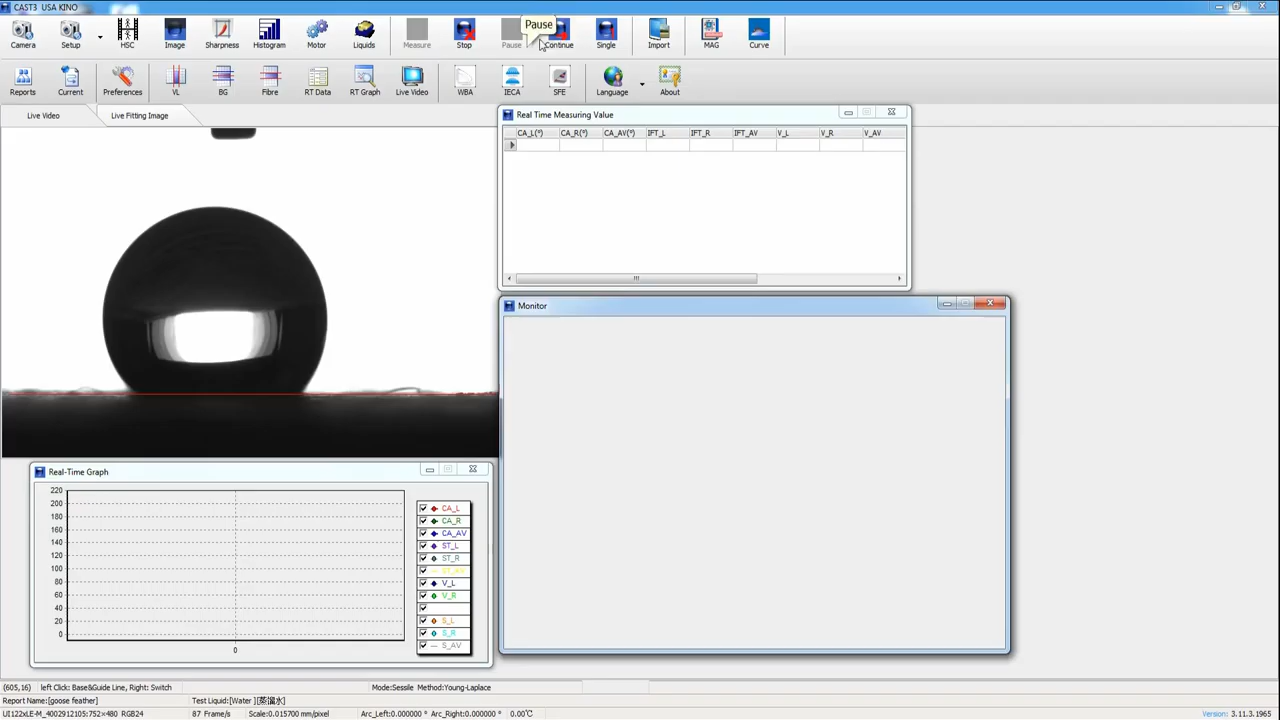 CAST3 USA KINO
Pause
Camera Setup HSC Image Sharpness Histogram Motor Liquids Measure Stop Pause Continue Single Import MAG Curve
Reports Current Preferences VL BG Fibre RT Data RT Graph Live Video WBA IECA SFE Language About
Live Video Live Fitting Image
Real Time Measuring Value
CA_L(°) CA_R(°) CA_AV(°) IFT_L IFT_R IFT_AV V_L V_R V_AV
Monitor
Real-Time Graph
220
200
180
160
140
120
100
80
60
40
20
0
0
CA_L
CA_R
CA_AV
ST_L
ST_R
ST_AV
V_L
V_R
S_L
S_R
S_AV
(605,16) left Click: Base&Guide Line, Right: Switch Mode:Sessile Method:Young-Laplace
Report Name:[goose feather] Test Liquid:[Water ][蒸溜水]
UI122xLE-M_4002912105:752×480 RGB24 87 Frame/s Scale:0.015700 mm/pixel Arc_Left:0.000000 ° Arc_Right:0.000000 ° 0.00℃ Version: 3.11.3.1965